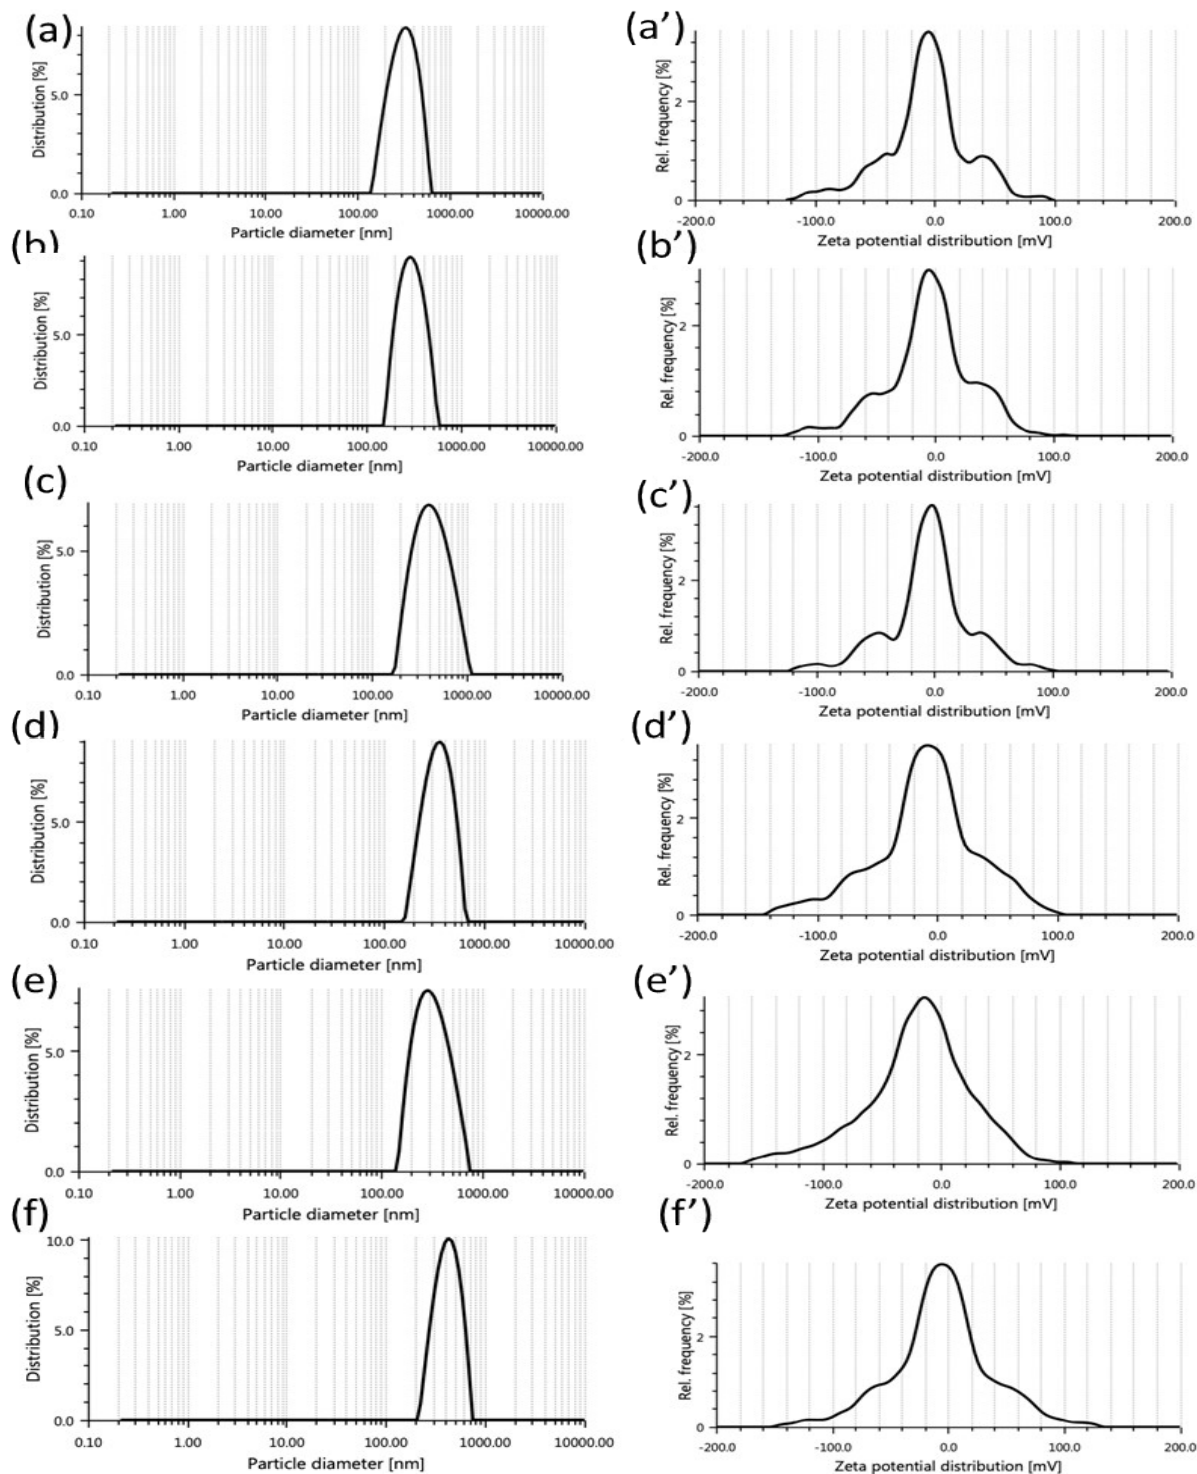 (a)
Distribution [%]
5.0
0.0
0.10 1.00 10.00 100.00 1000.00 10000.00
Particle diameter [nm]
(a’)
Rel. frequency [%]
2
0
-200.0 -100.0 0.0 100.0 200.0
Zeta potential distribution [mV]
(b)
Distribution [%]
5.0
0.0
0.10 1.00 10.00 100.00 1000.00 10000.00
Particle diameter [nm]
(b’)
Rel. frequency [%]
2
0
-200.0 -100.0 0.0 100.0 200.0
Zeta potential distribution [mV]
(c)
Distribution [%]
5.0
0.0
0.10 1.00 10.00 100.00 1000.00 10000.00
Particle diameter [nm]
(c’)
Rel. frequency [%]
2
0
-200.0 -100.0 0.0 100.0 200.0
Zeta potential distribution [mV]
(d)
Distribution [%]
5.0
0.0
0.10 1.00 10.00 100.00 1000.00 10000.00
Particle diameter [nm]
(d’)
Rel. frequency [%]
2
0
-200.0 -100.0 0.0 100.0 200.0
Zeta potential distribution [mV]
(e)
Distribution [%]
5.0
0.0
0.10 1.00 10.00 100.00 1000.00 10000.00
Particle diameter [nm]
(e’)
Rel. frequency [%]
2
0
-200.0 -100.0 0.0 100.0 200.0
Zeta potential distribution [mV]
(f)
Distribution [%]
10.0
5.0
0.0
0.10 1.00 10.00 100.00 1000.00 10000.00
Particle diameter [nm]
(f’)
Rel. frequency [%]
2
0
-200.0 -100.0 0.0 100.0 200.0
Zeta potential distribution [mV]